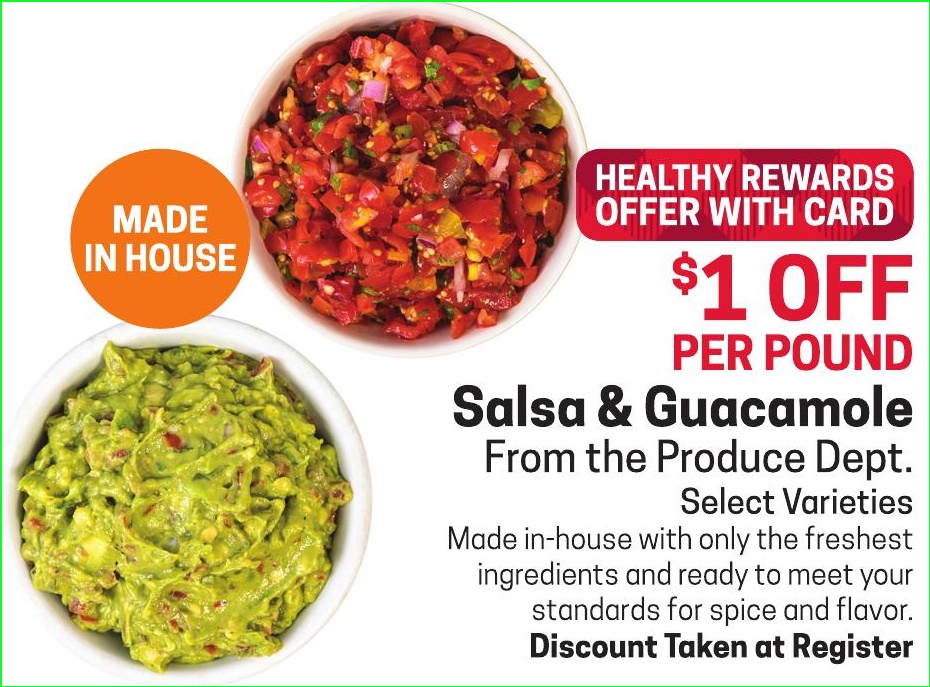 MADE
IN HOUSE
HEALTHY REWARDS
OFFER WITH CARD
$1 OFF
PER POUND
Salsa & Guacamole
From the Produce Dept.
Select Varieties
Made in-house with only the freshest
ingredients and ready to meet your
standards for spice and flavor.
Discount Taken at Register